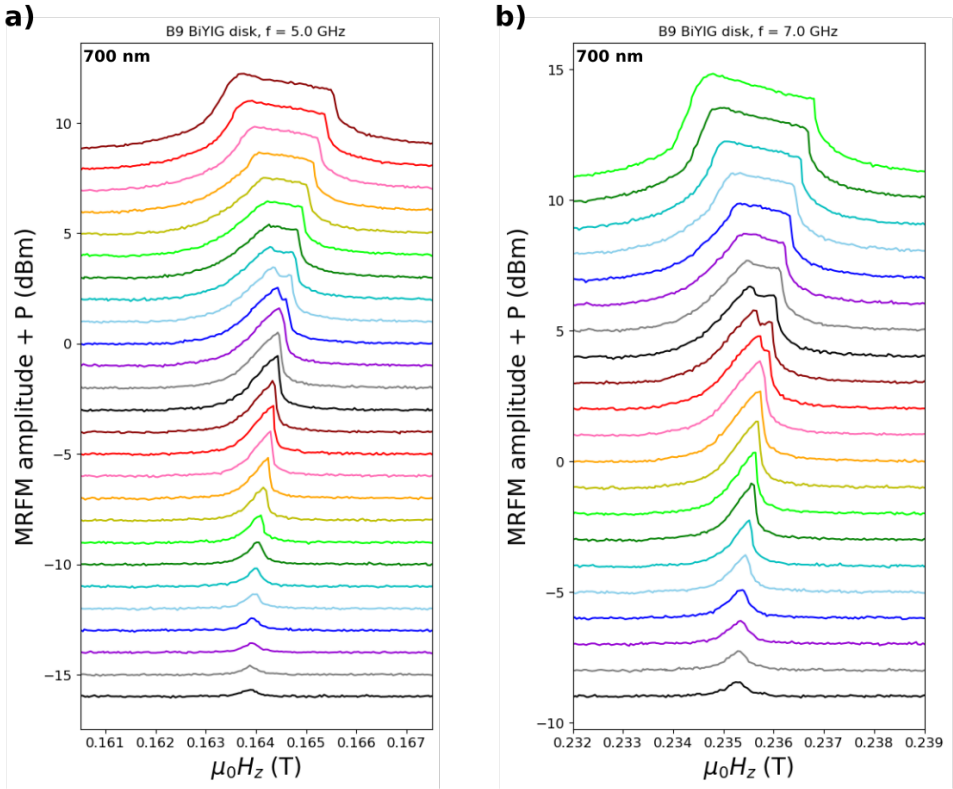 a)
B9 BiYIG disk, f = 5.0 GHz
700 nm
10
5
0
−5
−10
−15
MRFM amplitude + P (dBm)
0.161 0.162 0.163 0.164 0.165 0.166 0.167
μ₀H_z (T)
b)
B9 BiYIG disk, f = 7.0 GHz
700 nm
15
10
5
0
−5
−10
MRFM amplitude + P (dBm)
0.232 0.233 0.234 0.235 0.236 0.237 0.238 0.239
μ₀H_z (T)